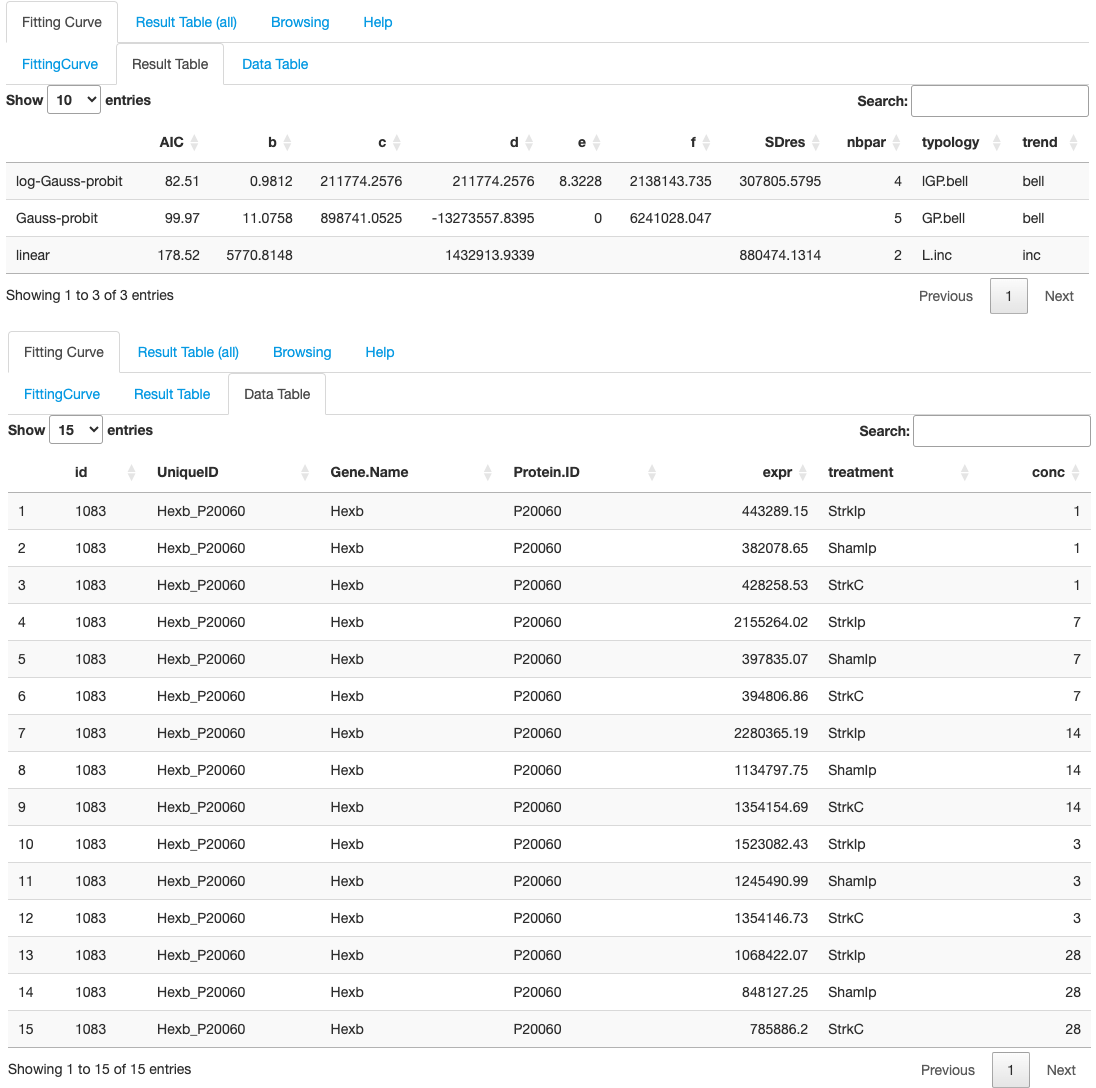 Fitting Curve Result Table (all) Browsing Help
FittingCurve Result Table Data Table
Show 10 entries Search:
AIC b c d e f SDres nbpar typology trend
log-Gauss-probit 82.51 0.9812 211774.2576 211774.2576 8.3228 2138143.735 307805.5795 4 lGP.bell bell
Gauss-probit 99.97 11.0758 898741.0525 -13273557.8395 0 6241028.047 5 GP.bell bell
linear 178.52 5770.8148 1432913.9339 880474.1314 2 L.inc inc
Showing 1 to 3 of 3 entries Previous 1 Next
Fitting Curve Result Table (all) Browsing Help
FittingCurve Result Table Data Table
Show 15 entries Search:
id UniqueID Gene.Name Protein.ID expr treatment conc
1 1083 Hexb_P20060 Hexb P20060 443289.15 StrkIp 1
2 1083 Hexb_P20060 Hexb P20060 382078.65 ShamIp 1
3 1083 Hexb_P20060 Hexb P20060 428258.53 StrkC 1
4 1083 Hexb_P20060 Hexb P20060 2155264.02 StrkIp 7
5 1083 Hexb_P20060 Hexb P20060 397835.07 ShamIp 7
6 1083 Hexb_P20060 Hexb P20060 394806.86 StrkC 7
7 1083 Hexb_P20060 Hexb P20060 2280365.19 StrkIp 14
8 1083 Hexb_P20060 Hexb P20060 1134797.75 ShamIp 14
9 1083 Hexb_P20060 Hexb P20060 1354154.69 StrkC 14
10 1083 Hexb_P20060 Hexb P20060 1523082.43 StrkIp 3
11 1083 Hexb_P20060 Hexb P20060 1245490.99 ShamIp 3
12 1083 Hexb_P20060 Hexb P20060 1354146.73 StrkC 3
13 1083 Hexb_P20060 Hexb P20060 1068422.07 StrkIp 28
14 1083 Hexb_P20060 Hexb P20060 848127.25 ShamIp 28
15 1083 Hexb_P20060 Hexb P20060 785886.2 StrkC 28
Showing 1 to 15 of 15 entries Previous 1 Next